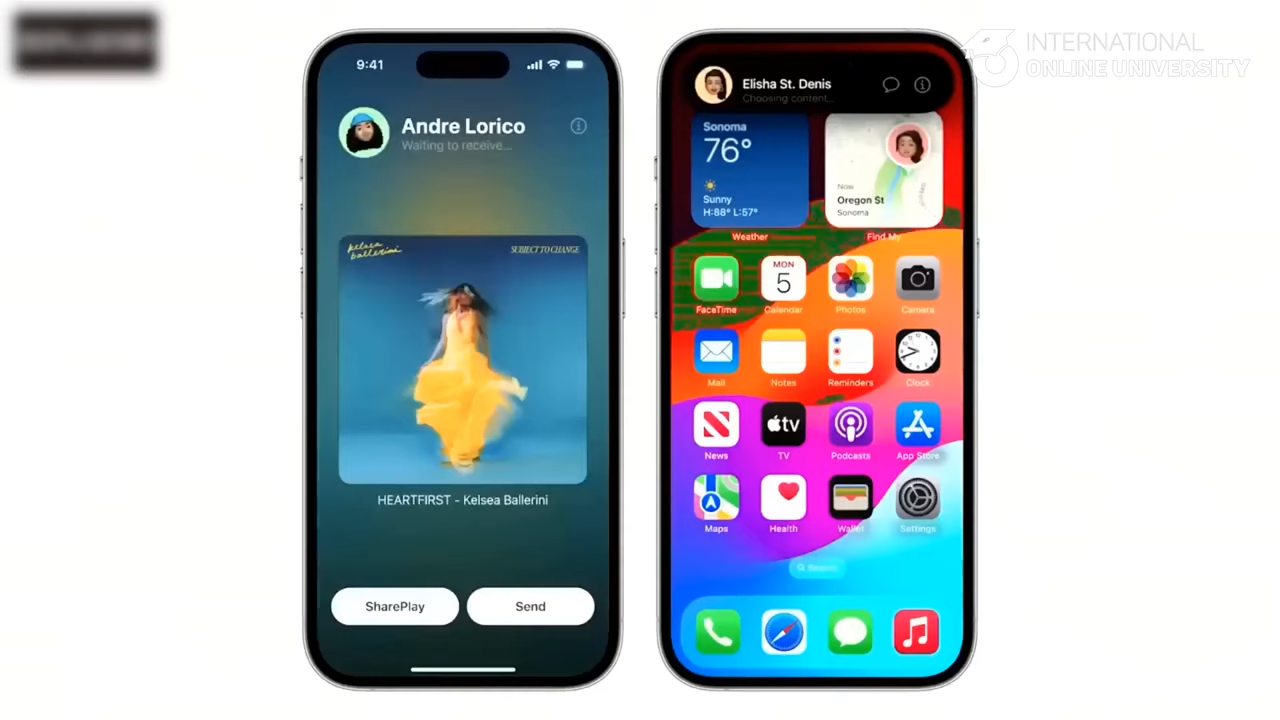 INTERNATIONAL
ONLINE UNIVERSITY
9:41
Andre Lorico
Waiting to receive...
kelsea
ballerini
SUBJECT TO CHANGE
HEARTFIRST - Kelsea Ballerini
SharePlay
Send
Elisha St. Denis
Choosing content...
Sonoma
76°
Sunny
H:88° L:57°
Weather
Now
Oregon St
Sonoma
Find My
FaceTime
MON
5
Calendar
Photos
Camera
Mail
Notes
Reminders
Clock
News
tv
TV
Podcasts
App Store
Maps
Health
Wallet
Settings
Search